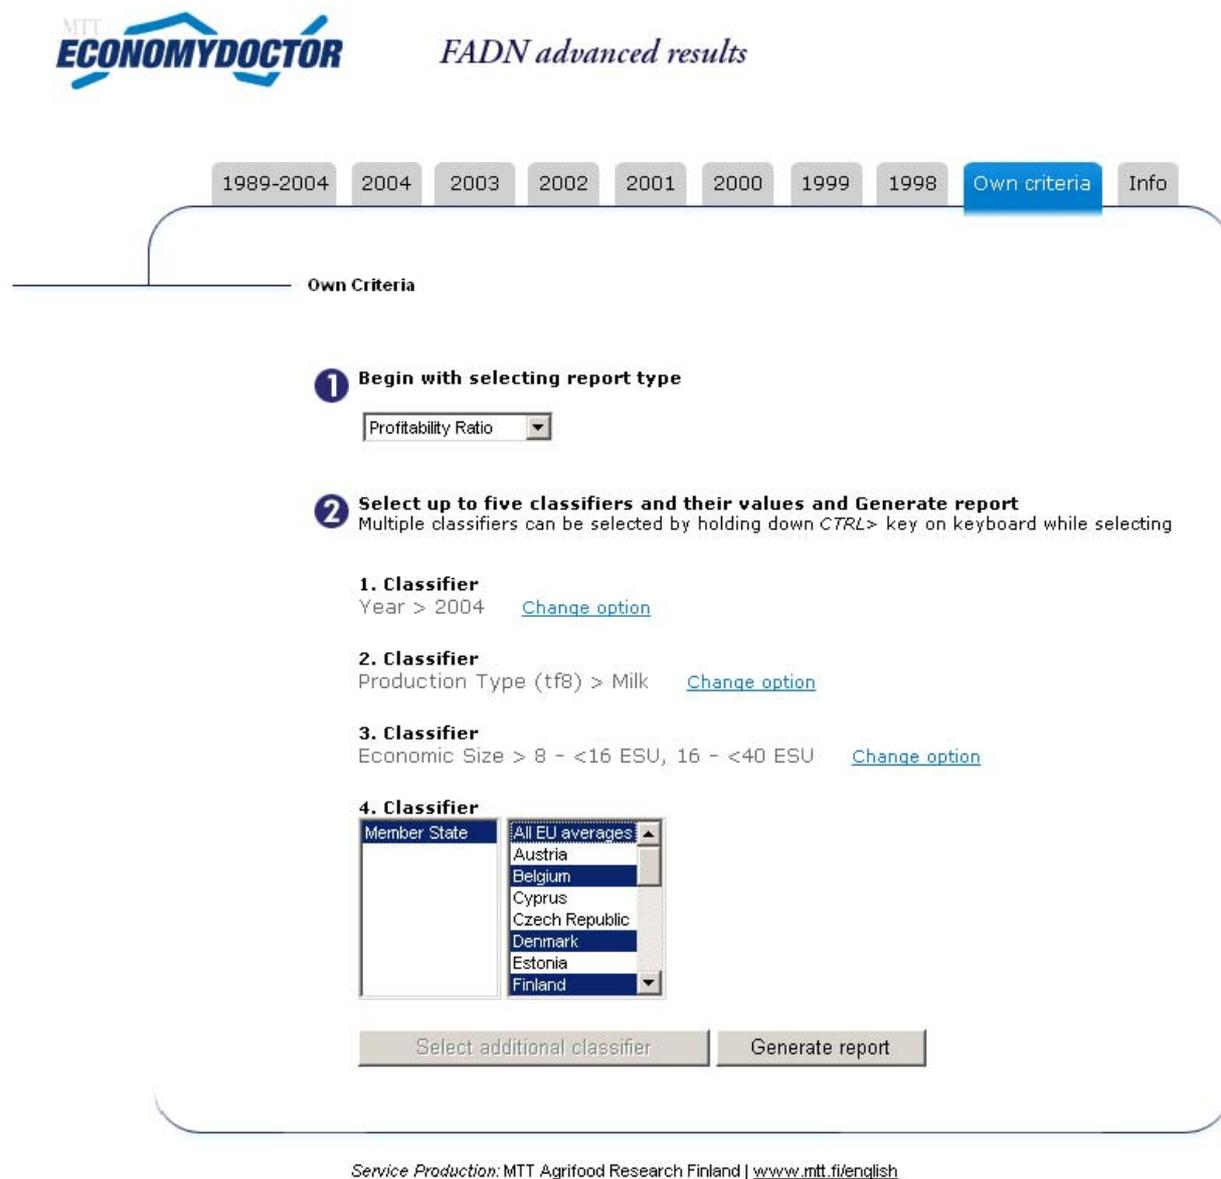 MTT
ECONOMYDOCTOR
FADN advanced results
1989-2004 2004 2003 2002 2001 2000 1999 1998 Own criteria Info
Own Criteria
1 Begin with selecting report type
Profitability Ratio
2 Select up to five classifiers and their values and Generate report
Multiple classifiers can be selected by holding down CTRL> key on keyboard while selecting
1. Classifier
Year > 2004 Change option
2. Classifier
Production Type (tf8) > Milk Change option
3. Classifier
Economic Size > 8 - <16 ESU, 16 - <40 ESU Change option
4. Classifier
Member State All EU averages
Austria
Belgium
Cyprus
Czech Republic
Denmark
Estonia
Finland
Select additional classifier Generate report
Service Production: MTT Agrifood Research Finland | www.mtt.fi/english